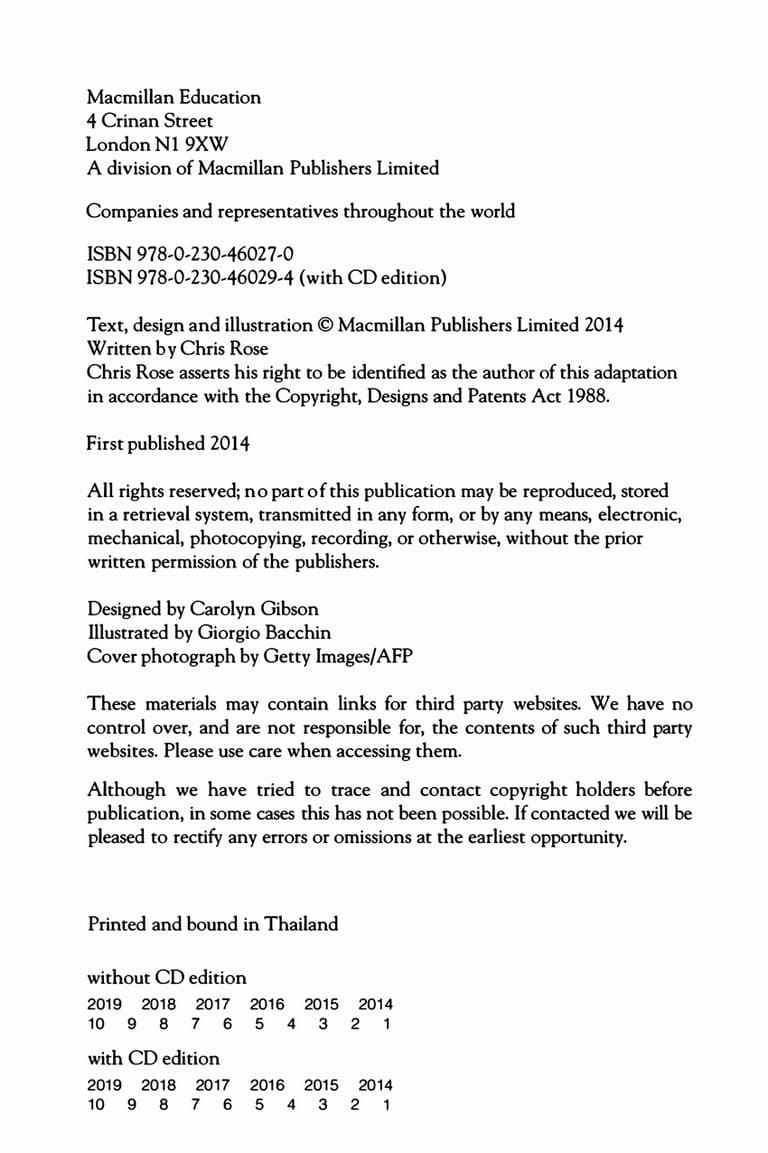 Macmillan Education
4 Crinan Street
London N1 9XW
A division of Macmillan Publishers Limited
Companies and representatives throughout the world
ISBN 978-0-230-46027-0
ISBN 978-0-230-46029-4 (with CD edition)
Text, design and illustration © Macmillan Publishers Limited 2014
Written by Chris Rose
Chris Rose asserts his right to be identified as the author of this adaptation
in accordance with the Copyright, Designs and Patents Act 1988.
First published 2014
All rights reserved; no part of this publication may be reproduced, stored
in a retrieval system, transmitted in any form, or by any means, electronic,
mechanical, photocopying, recording, or otherwise, without the prior
written permission of the publishers.
Designed by Carolyn Gibson
Illustrated by Giorgio Bacchin
Cover photograph by Getty Images/AFP
These materials may contain links for third party websites. We have no
control over, and are not responsible for, the contents of such third party
websites. Please use care when accessing them.
Although we have tried to trace and contact copyright holders before
publication, in some cases this has not been possible. If contacted we will be
pleased to rectify any errors or omissions at the earliest opportunity.
Printed and bound in Thailand
without CD edition
2019 2018 2017 2016 2015 2014
10 9 8 7 6 5 4 3 2 1
with CD edition
2019 2018 2017 2016 2015 2014
10 9 8 7 6 5 4 3 2 1